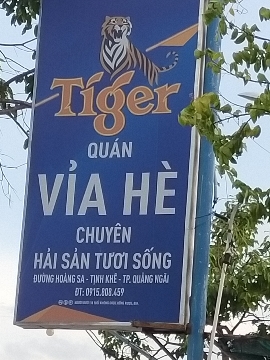 Tiger
QUÁN
VỈA HÈ
CHUYÊN
HẢI SẢN TƯƠI SỐNG
ĐƯỜNG HOÀNG SA - TỊNH KHÊ - TP. QUẢNG NGÃI
ĐT: 0915.808.459